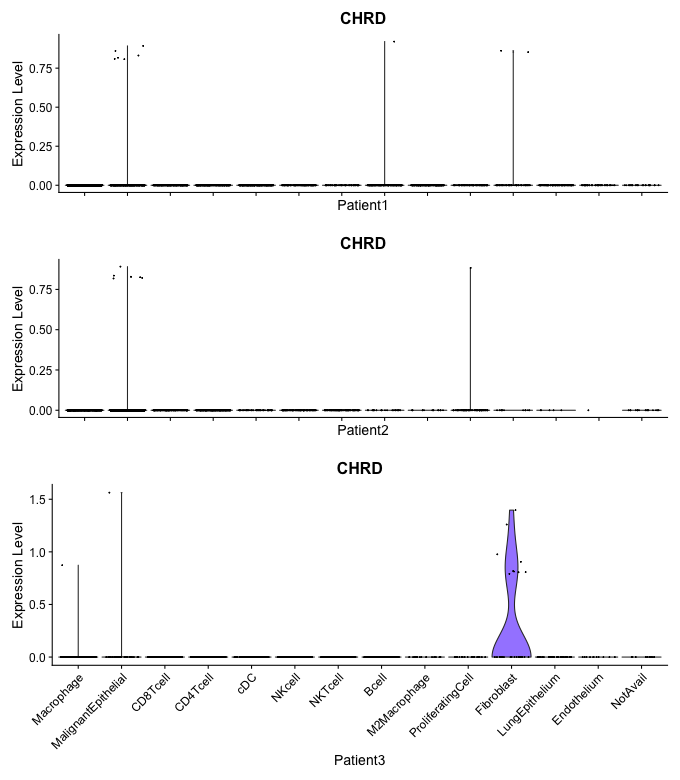 CHRD
Expression Level
0.75
0.50
0.25
0.00
Patient1
CHRD
Expression Level
0.75
0.50
0.25
0.00
Patient2
CHRD
Expression Level
1.5
1.0
0.5
0.0
Macrophage
MalignantEpithelial
CD8Tcell
CD4Tcell
cDC
NKcell
NKTcell
Bcell
M2Macrophage
ProliferatingCell
Fibroblast
LungEpithelium
Endothelium
NotAvail
Patient3